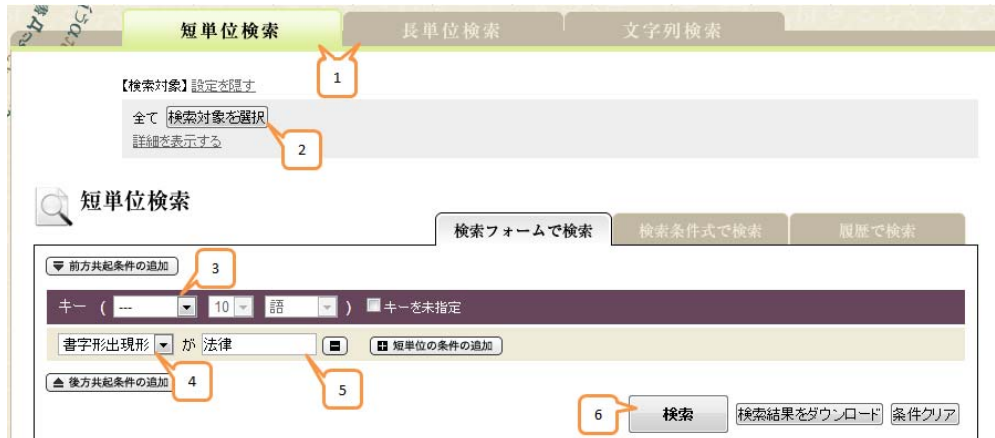 短単位検索 長単位検索 文字列検索
1
【検索対象】設定を隠す
全て 検索対象を選択
詳細を表示する
2
短単位検索
検索フォームで検索 検索条件式で検索 履歴で検索
前方共起条件の追加
3
キー ( --- 10 語 ) キーを未指定
書字形出現形 が 法律 短単位の条件の追加
後方共起条件の追加
4
5
6
検索 検索結果をダウンロード 条件クリア